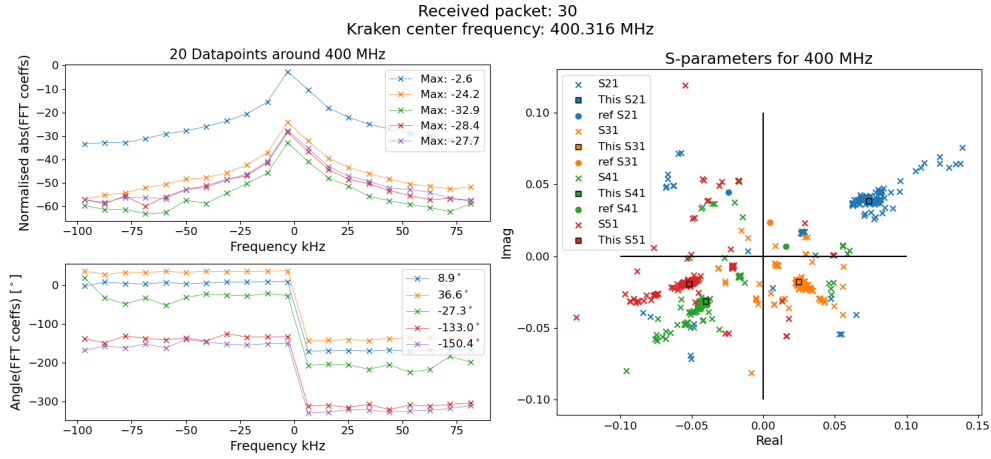 Received packet: 30
Kraken center frequency: 400.316 MHz
20 Datapoints around 400 MHz
Normalised abs(FFT coeffs)
0
−10
−20
−30
−40
−50
−60
Max: -2.6
Max: -24.2
Max: -32.9
Max: -28.4
Max: -27.7
−100
−75
−50
−25
0
25
50
75
Frequency kHz
Angle(FFT coeffs) [°]
0
−100
−200
−300
8.9°
36.6°
-27.3°
-133.0°
-150.4°
−100
−75
−50
−25
0
25
50
75
Frequency kHz
S-parameters for 400 MHz
Imag
0.10
0.05
0.00
−0.05
−0.10
S21
This S21
ref S21
S31
This S31
ref S31
S41
This S41
ref S41
S51
This S51
−0.10
−0.05
0.00
0.05
0.10
0.15
Real